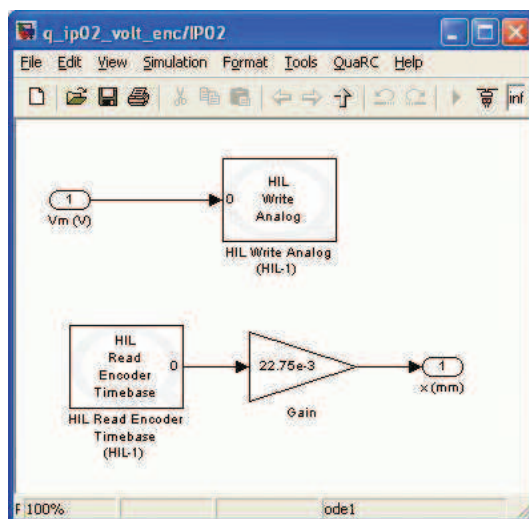 q_ip02_volt_enc/IP02
File Edit View Simulation Format Tools QuaRC Help
inf
1
Vm (V)
0
HIL
Write
Analog
HIL Write Analog
(HIL-1)
HIL
Read
Encoder
Timebase
0
HIL Read Encoder
Timebase
(HIL-1)
22.75e-3
Gain
1
x (mm)
F 100%
ode1